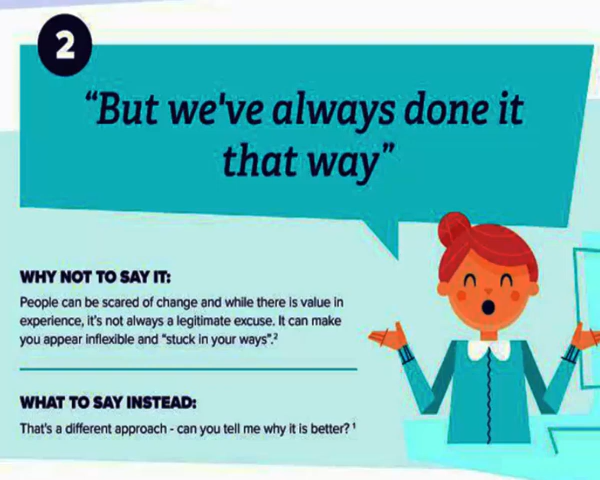 2
“But we've always done it
that way”
WHY NOT TO SAY IT:
People can be scared of change and while there is value in
experience, it's not always a legitimate excuse. It can make
you appear inflexible and “stuck in your ways”.²
WHAT TO SAY INSTEAD:
That's a different approach - can you tell me why it is better? ¹